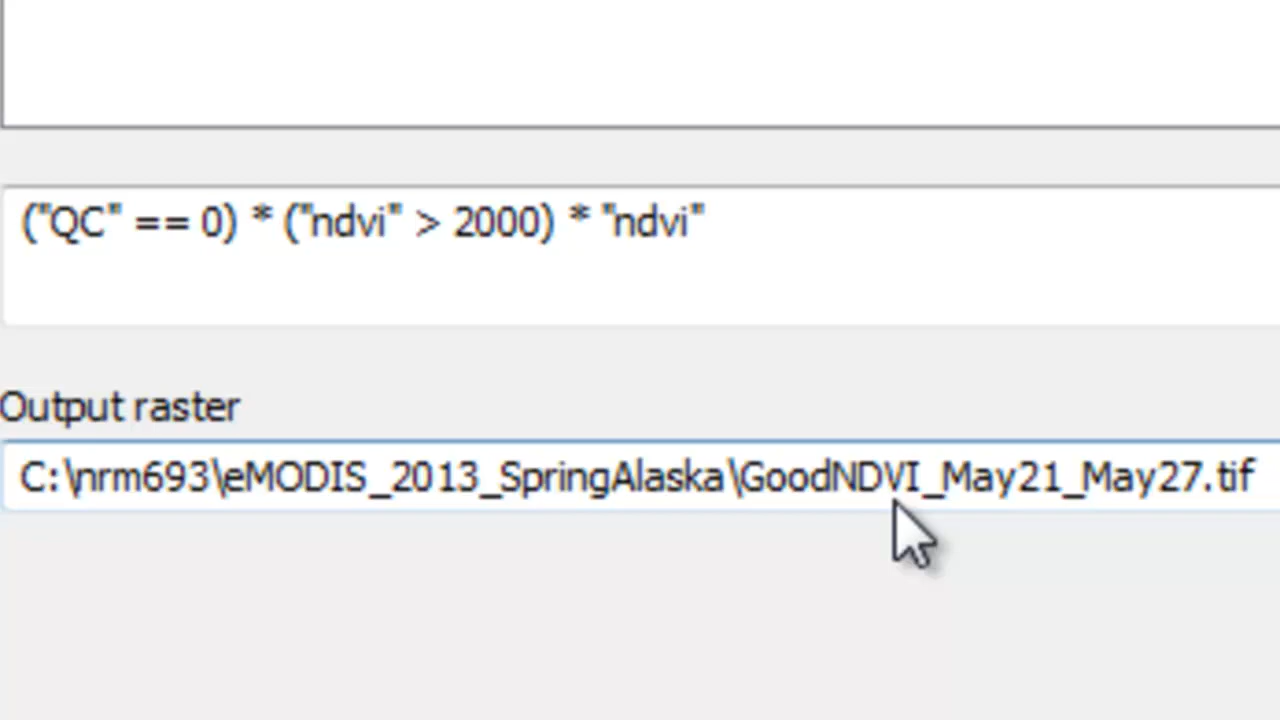 ("QC" == 0) * ("ndvi" > 2000) * "ndvi"
Output raster
C:\nrm693\eMODIS_2013_SpringAlaska\GoodNDVI_May21_May27.tif